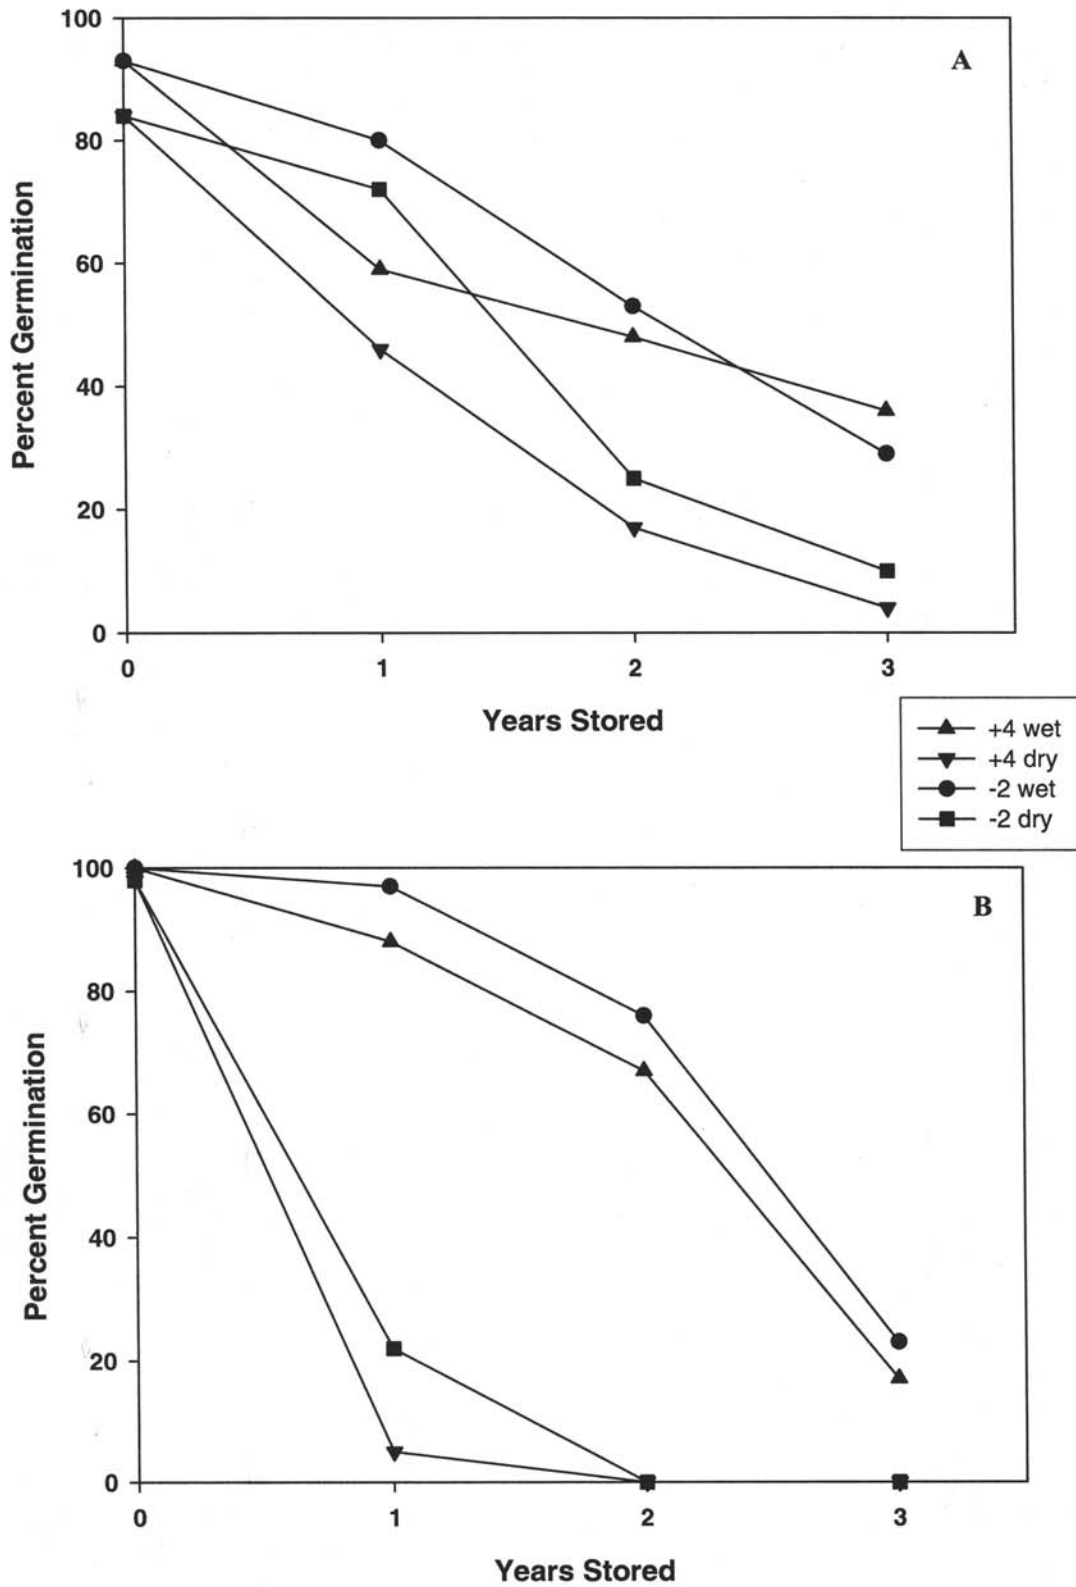 100
A
80
60
40
20
0
Percent Germination
0 1 2 3
Years Stored
+4 wet
+4 dry
-2 wet
-2 dry
100
B
80
60
40
20
0
Percent Germination
0 1 2 3
Years Stored